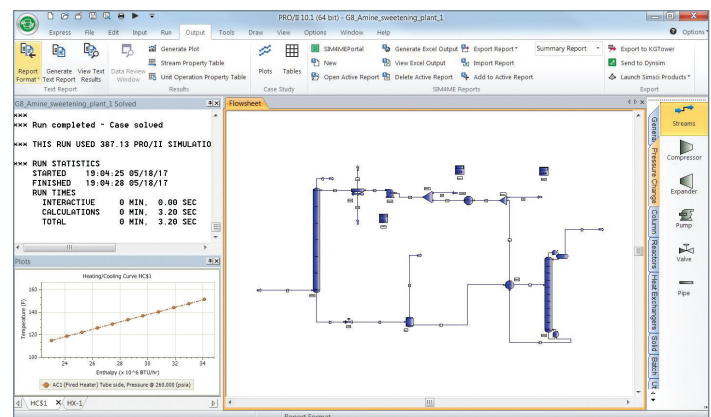 PRO/II 10.1 (64 bit) - G8_Amine_sweetening_plant_1
Express File Edit Input Run Output Tools Draw View Options Window Help
Options
Report Format
Generate Text Report
View Text Results
Text Report
Data Review Window
Generate Plot
Stream Property Table
Unit Operation Property Table
Results
Plots
Tables
Case Study
SIM4MEPortal
New
Open Active Report
Generate Excel Output
View Excel Output
Delete Active Report
Export Report
Import Report
Add to Active Report
SIM4ME Reports
Summary Report
Export to KGTower
Send to Dynsim
Launch Simsci Products
Export
G8_Amine_sweetening_plant_1 Solved
***
*** Run completed - Case solved
*** THIS RUN USED 387.13 PRO/II SIMULATIO
*** RUN STATISTICS
STARTED 19:04:25 05/18/17
FINISHED 19:04:28 05/18/17
RUN TIMES
INTERACTIVE 0 MIN, 0.00 SEC
CALCULATIONS 0 MIN, 3.20 SEC
TOTAL 0 MIN, 3.20 SEC
Plots
Heating/Cooling Curve HC$1
Temperature (F)
160
140
120
100
24 26 28 30 32 34
Enthalpy (x 10^6 BTU/hr)
AC1 (Fired Heater) Tube side, Pressure @ 260.000 (psia)
HC$1 HX-1
Flowsheet
General
Pressure Change
Column
Reactors
Heat Exchangers
Solid
Batch
Streams
Compressor
Expander
Pump
Valve
Pipe
Report Format